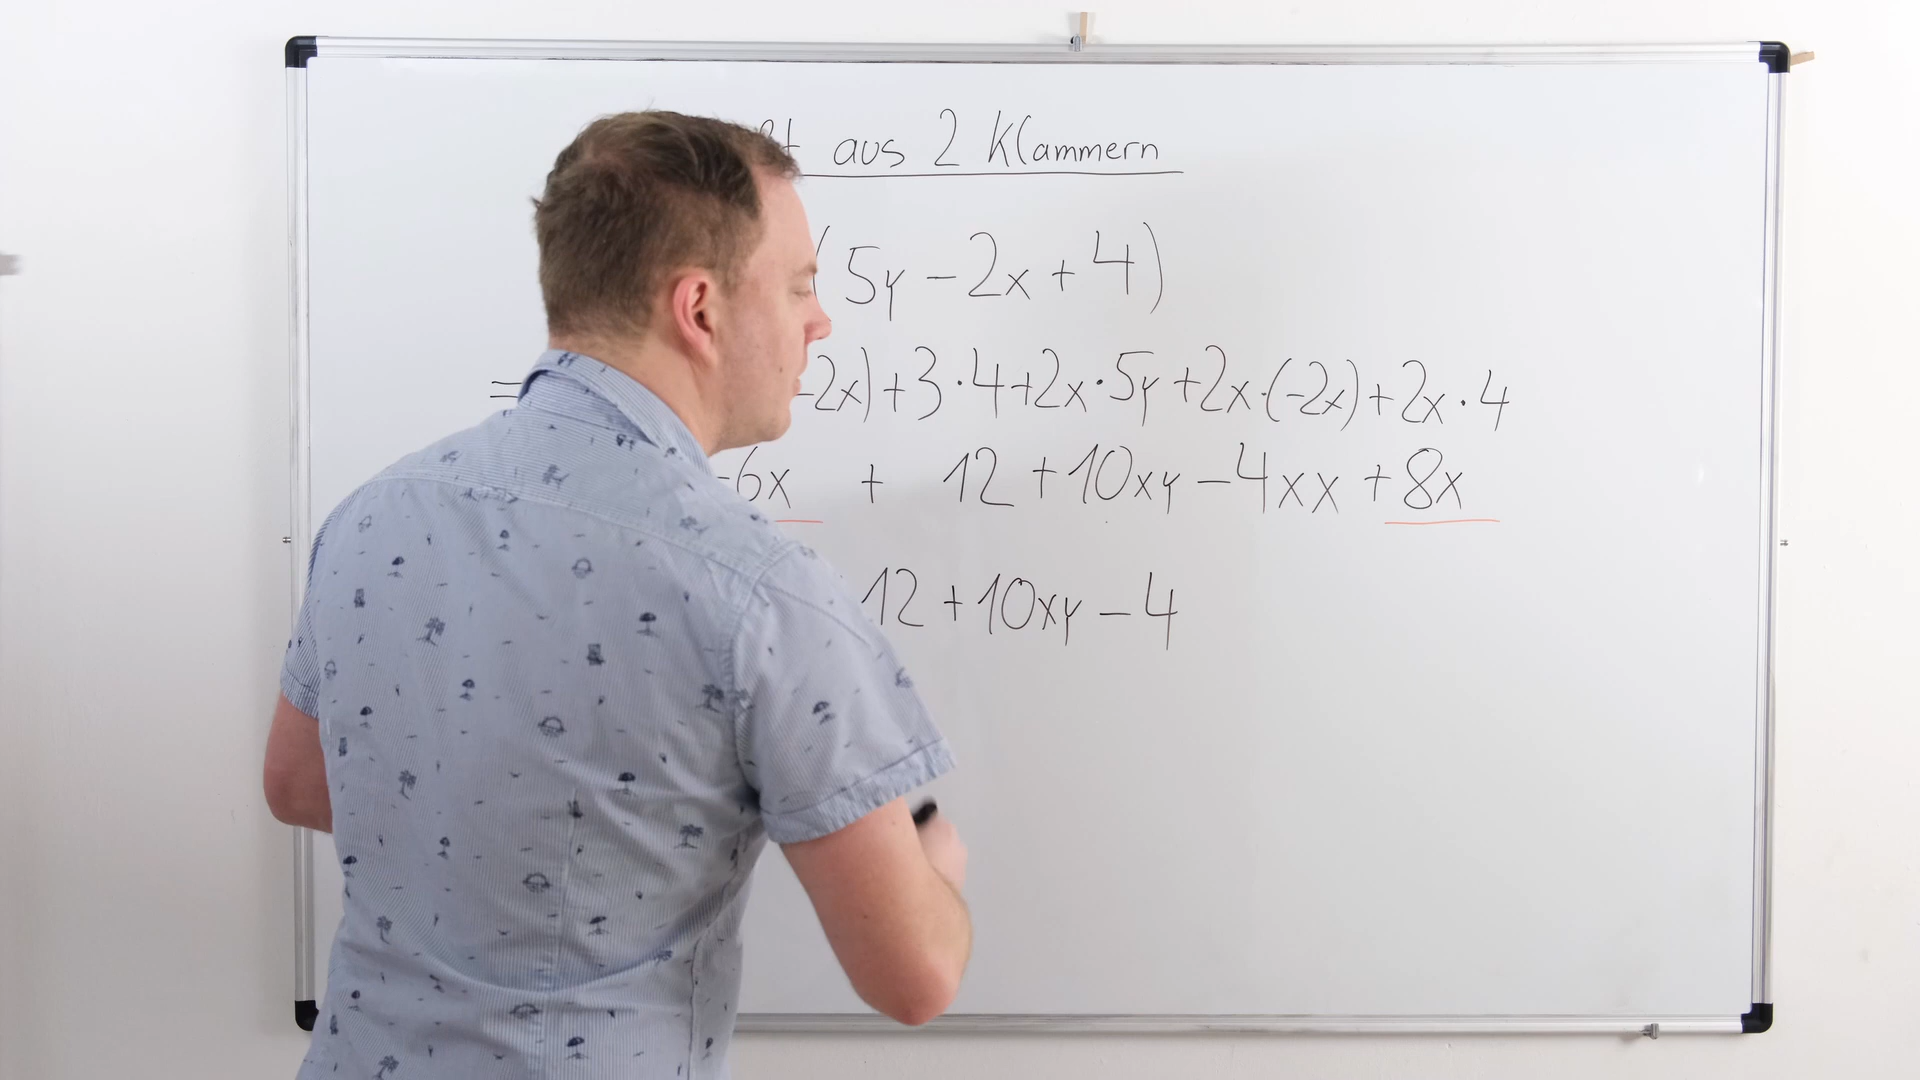 aus 2 Klammern
(5y - 2x + 4)
= -2x) + 3 · 4 + 2x · 5y + 2x · (-2x) + 2x · 4
-6x + 12 + 10xy - 4xx + 8x
12 + 10xy - 4